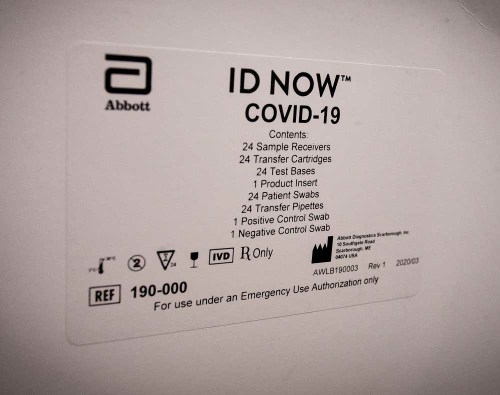 Abbott
ID NOW™
COVID-19
Contents:
24 Sample Receivers
24 Transfer Cartridges
24 Test Bases
1 Product Insert
24 Patient Swabs
24 Transfer Pipettes
1 Positive Control Swab
1 Negative Control Swab
2
24
IVD
℞ Only
Abbott Diagnostics Scarborough, Inc.
10 Southgate Road
Scarborough, ME
04074 USA
AWLB190003 Rev 1 2020/03
REF 190-000
For use under an Emergency Use Authorization only